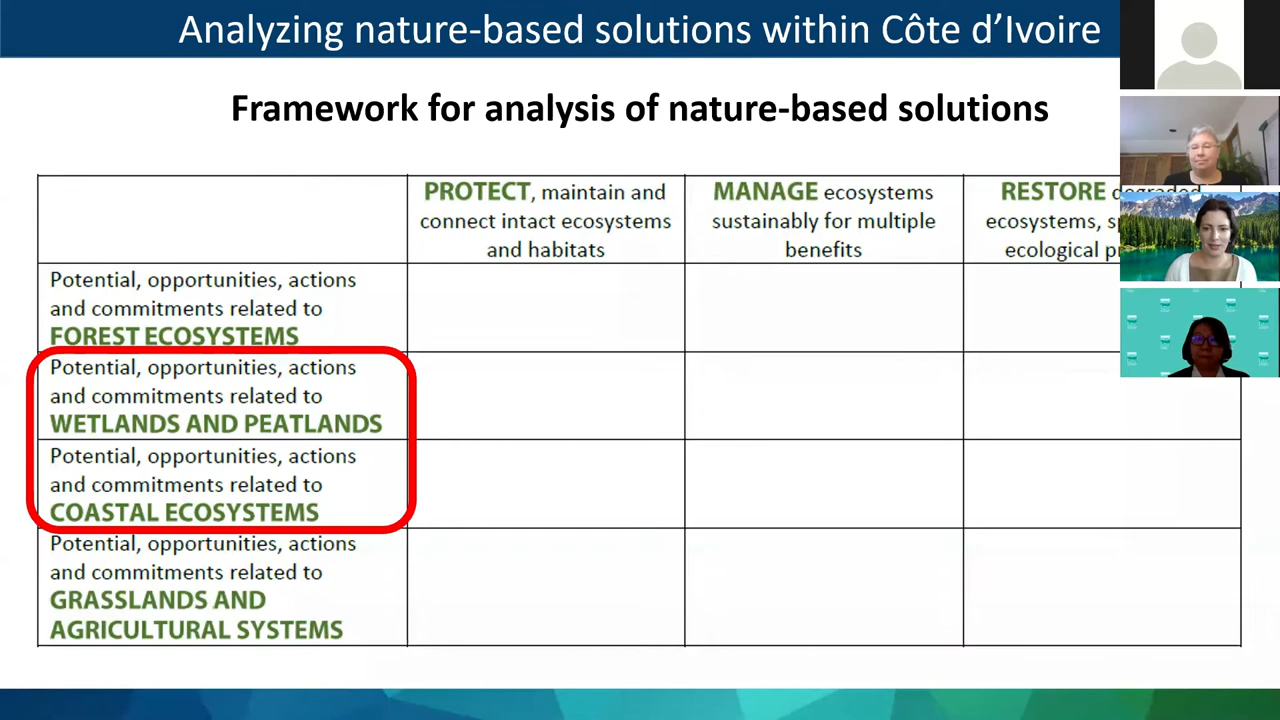 Analyzing nature-based solutions within Côte d’Ivoire
Framework for analysis of nature-based solutions
PROTECT, maintain and
connect intact ecosystems
and habitats
MANAGE ecosystems
sustainably for multiple
benefits
RESTORE degraded
ecosystems,
ecological
Potential, opportunities, actions
and commitments related to
FOREST ECOSYSTEMS
Potential, opportunities, actions
and commitments related to
WETLANDS AND PEATLANDS
Potential, opportunities, actions
and commitments related to
COASTAL ECOSYSTEMS
Potential, opportunities, actions
and commitments related to
GRASSLANDS AND
AGRICULTURAL SYSTEMS